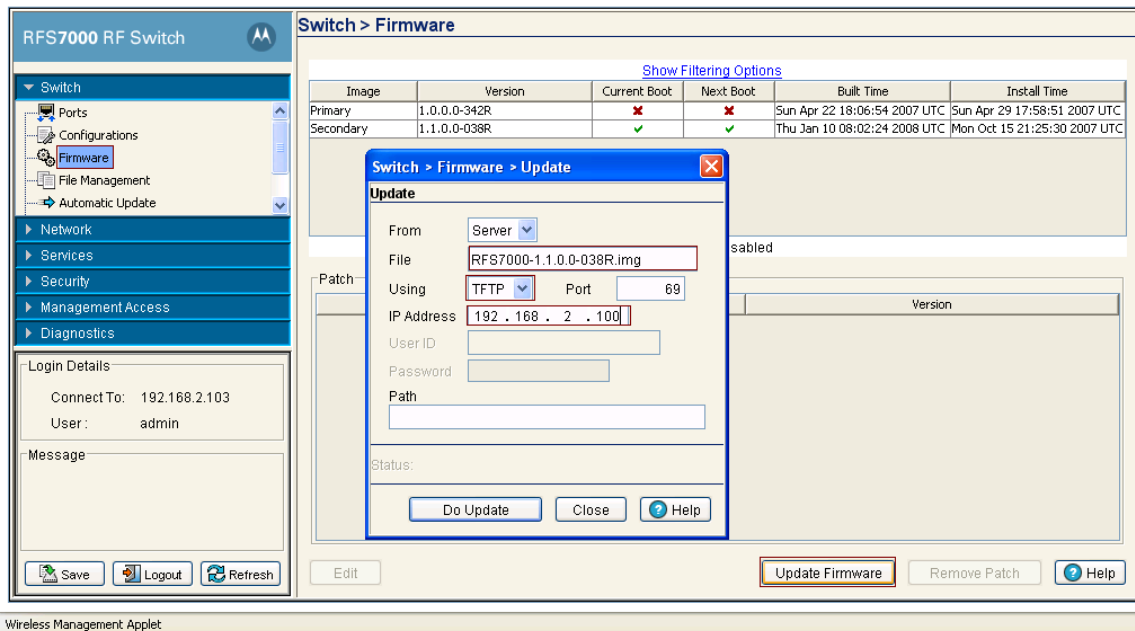 RFS7000 RF Switch
Switch > Firmware
Show Filtering Options
Image Version Current Boot Next Boot Built Time Install Time
Primary 1.0.0.0-342R Sun Apr 22 18:06:54 2007 UTC Sun Apr 29 17:58:51 2007 UTC
Secondary 1.1.0.0-038R Thu Jan 10 08:02:24 2008 UTC Mon Oct 15 21:25:30 2007 UTC
Switch
Ports
Configurations
Firmware
File Management
Automatic Update
Network
Services
Security
Management Access
Diagnostics
Login Details
Connect To: 192.168.2.103
User : admin
Message
Save Logout Refresh
sabled
Patch
Version
Switch > Firmware > Update
Update
From Server
File RFS7000-1.1.0.0-038R.img
Using TFTP Port 69
IP Address 192 . 168 . 2 . 100
User ID
Password
Path
Status:
Do Update Close Help
Edit Update Firmware Remove Patch Help
Wireless Management Applet